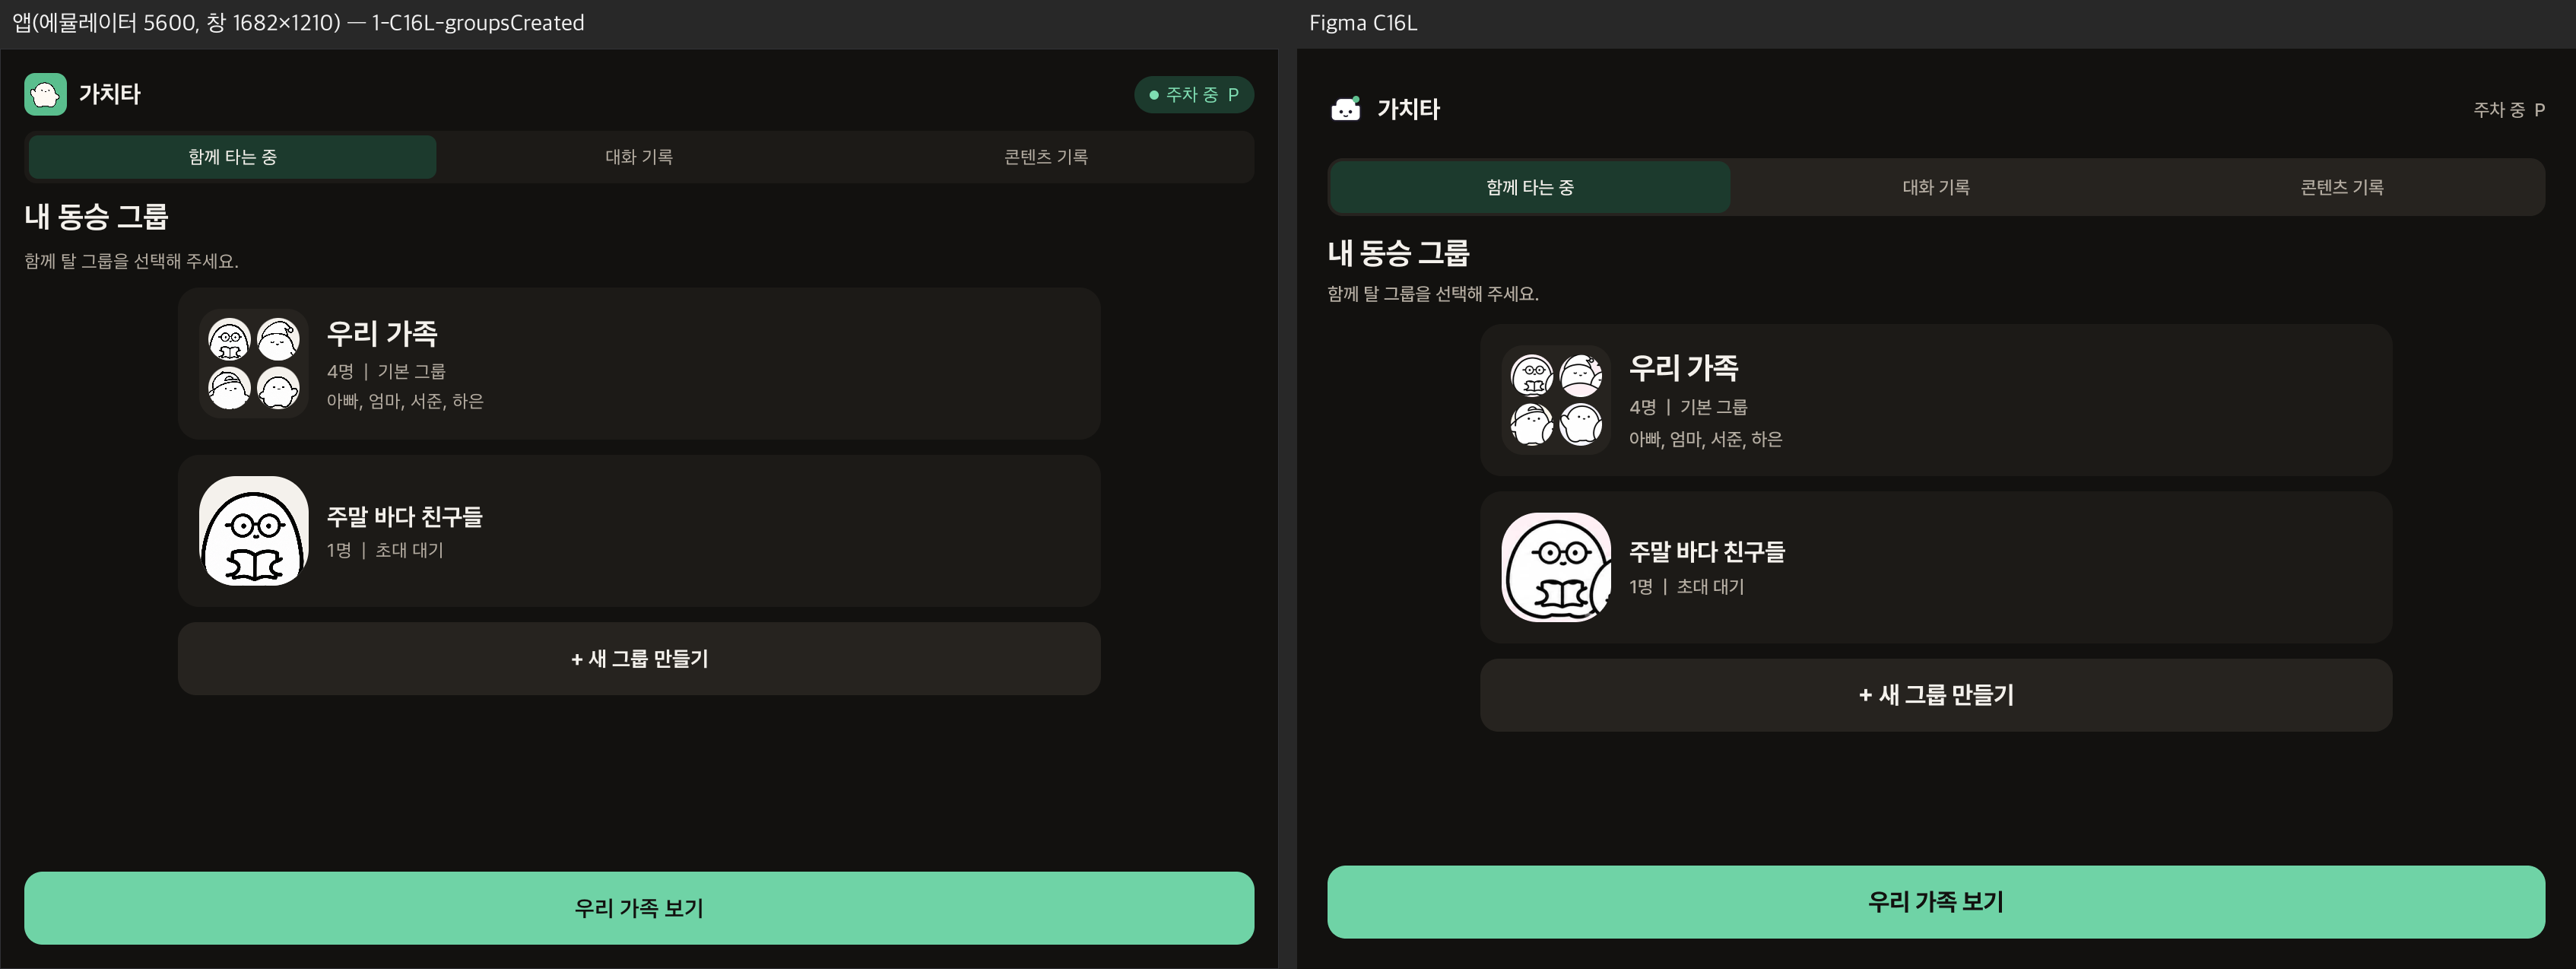 앱(에뮬레이터 5600, 창 1682×1210) — 1-C16L-groupsCreated
가치타
주차 중 P
함께 타는 중
대화 기록
콘텐츠 기록
내 동승 그룹
함께 탈 그룹을 선택해 주세요.
우리 가족
4명 | 기본 그룹
아빠, 엄마, 서준, 하은
주말 바다 친구들
1명 | 초대 대기
+ 새 그룹 만들기
우리 가족 보기
Figma C16L
가치타
주차 중 P
함께 타는 중
대화 기록
콘텐츠 기록
내 동승 그룹
함께 탈 그룹을 선택해 주세요.
우리 가족
4명 | 기본 그룹
아빠, 엄마, 서준, 하은
주말 바다 친구들
1명 | 초대 대기
+ 새 그룹 만들기
우리 가족 보기